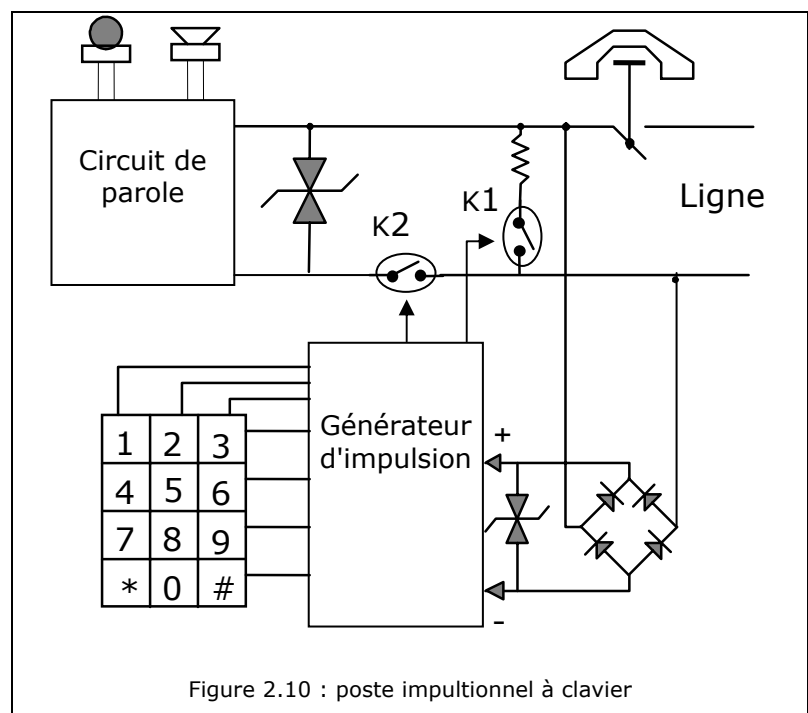 Circuit de
parole
K2
K1
Ligne
Générateur
d'impulsion
+
-
1 2 3
4 5 6
7 8 9
* 0 #
Figure 2.10 : poste impultionnel à clavier